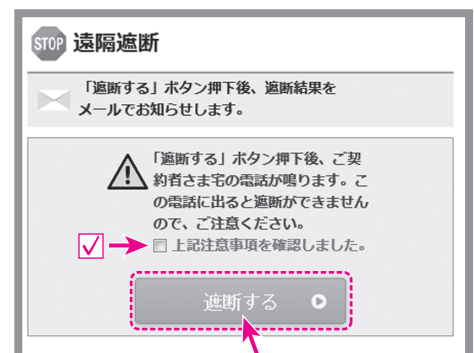 STOP 遠隔遮断
「遮断する」ボタン押下後、遮断結果を
メールでお知らせします。
「遮断する」ボタン押下後、ご契
約者さま宅の電話が鳴ります。こ
の電話に出ると遮断ができません
ので、ご注意ください。
上記注意事項を確認しました。
遮断する